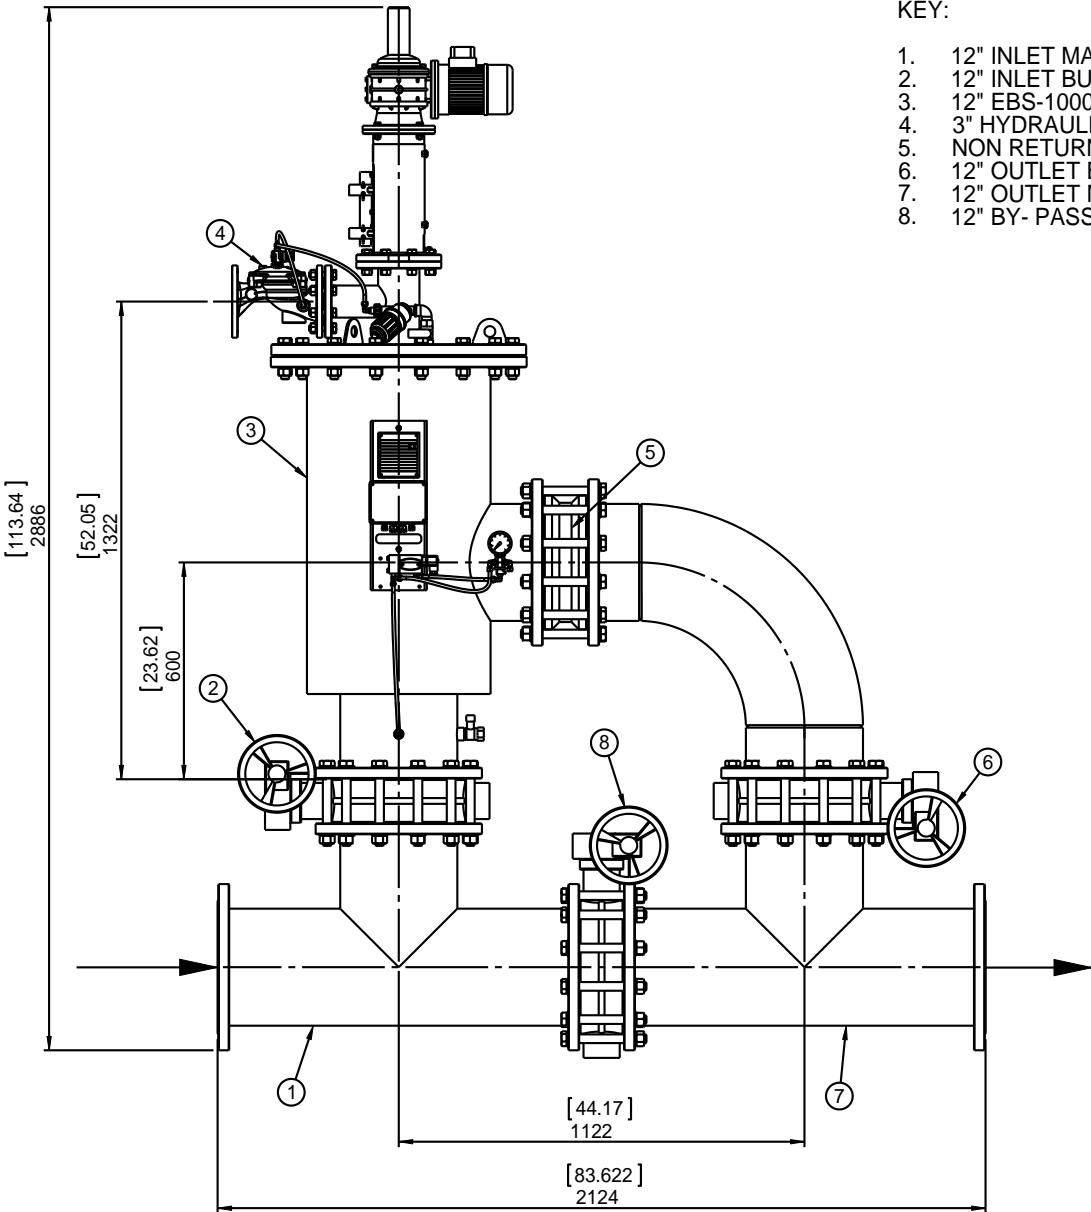 KEY:
1. 12" INLET MA
2. 12" INLET BU
3. 12" EBS-1000
4. 3" HYDRAULI
5. NON RETURN
6. 12" OUTLET
7. 12" OUTLET
8. 12" BY- PASS
4
3
5
[113.64]
2886
[52.05]
1322
[23.62]
600
2
8
6
1
7
[44.17]
1122
[83.622]
2124